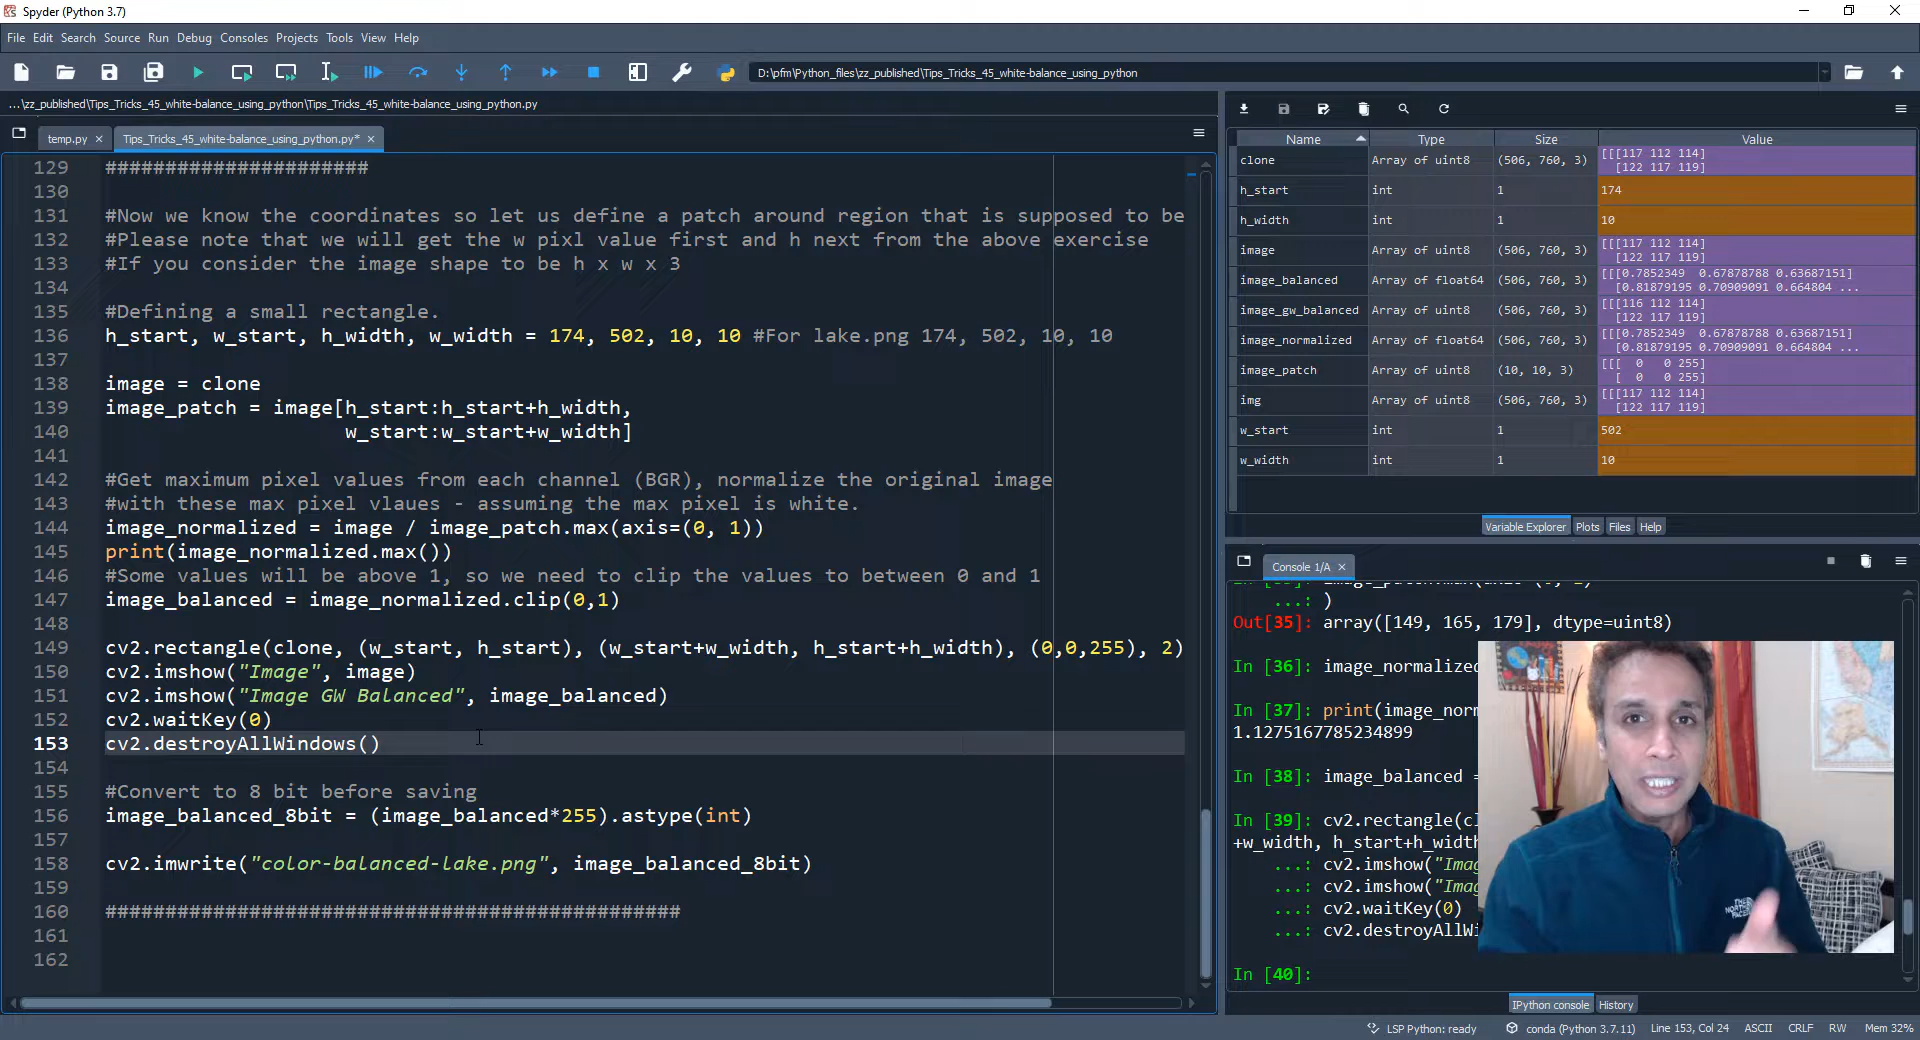 Spyder (Python 3.7)
File Edit Search Source Run Debug Consoles Projects Tools View Help
D:\pfm\Python_files\zz_published\Tips_Tricks_45_white-balance_using_python
...\zz_published\Tips_Tricks_45_white-balance_using_python\Tips_Tricks_45_white-balance_using_python.py
temp.py Tips_Tricks_45_white-balance_using_python.py*
129 ######################
130
131 #Now we know the coordinates so let us define a patch around region that is supposed to be
132 #Please note that we will get the w pixl value first and h next from the above exercise
133 #If you consider the image shape to be h x w x 3
134
135 #Defining a small rectangle.
136 h_start, w_start, h_width, w_width = 174, 502, 10, 10 #For lake.png 174, 502, 10, 10
137
138 image = clone
139 image_patch = image[h_start:h_start+h_width,
140 w_start:w_start+w_width]
141
142 #Get maximum pixel values from each channel (BGR), normalize the original image
143 #with these max pixel vlaues - assuming the max pixel is white.
144 image_normalized = image / image_patch.max(axis=(0, 1))
145 print(image_normalized.max())
146 #Some values will be above 1, so we need to clip the values to between 0 and 1
147 image_balanced = image_normalized.clip(0,1)
148
149 cv2.rectangle(clone, (w_start, h_start), (w_start+w_width, h_start+h_width), (0,0,255), 2)
150 cv2.imshow("Image", image)
151 cv2.imshow("Image GW Balanced", image_balanced)
152 cv2.waitKey(0)
153 cv2.destroyAllWindows()
154
155 #Convert to 8 bit before saving
156 image_balanced_8bit = (image_balanced*255).astype(int)
157
158 cv2.imwrite("color-balanced-lake.png", image_balanced_8bit)
159
160 ################################################
161
162
Name Type Size Value
clone Array of uint8 (506, 760, 3) [[[117 112 114]
[122 117 119]
h_start int 1 174
h_width int 1 10
image Array of uint8 (506, 760, 3) [[[117 112 114]
[122 117 119]
image_balanced Array of float64 (506, 760, 3) [[[0.7852349 0.67878788 0.63687151]
[0.81879195 0.70909091 0.664804 ...
image_gw_balanced Array of uint8 (506, 760, 3) [[[116 112 114]
[122 117 119]
image_normalized Array of float64 (506, 760, 3) [[[0.7852349 0.67878788 0.63687151]
[0.81879195 0.70909091 0.664804 ...
image_patch Array of uint8 (10, 10, 3) [[[ 0 0 255]
[ 0 0 255]
img Array of uint8 (506, 760, 3) [[[117 112 114]
[122 117 119]
w_start int 1 502
w_width int 1 10
Variable Explorer Plots Files Help
Console 1/A
...: )
Out[35]: array([149, 165, 179], dtype=uint8)
In [36]: image_normalized
In [37]: print(image_norm
1.1275167785234899
In [38]: image_balanced =
In [39]: cv2.rectangle(cl
+w_width, h_start+h_width
...: cv2.imshow("Imag
...: cv2.imshow("Imag
...: cv2.waitKey(0)
...: cv2.destroyAllWi
In [40]:
THE NORTH FACE
IPython console History
LSP Python: ready conda (Python 3.7.11) Line 153, Col 24 ASCII CRLF RW Mem 32%